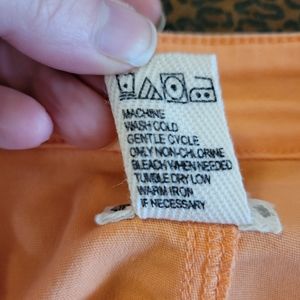 MACHINE
WASH COLD
GENTLE CYCLE
ONLY NON-CHLORINE
BLEACH WHEN NEEDED
TUMBLE DRY LOW
WARM IRON
IF NECESSARY